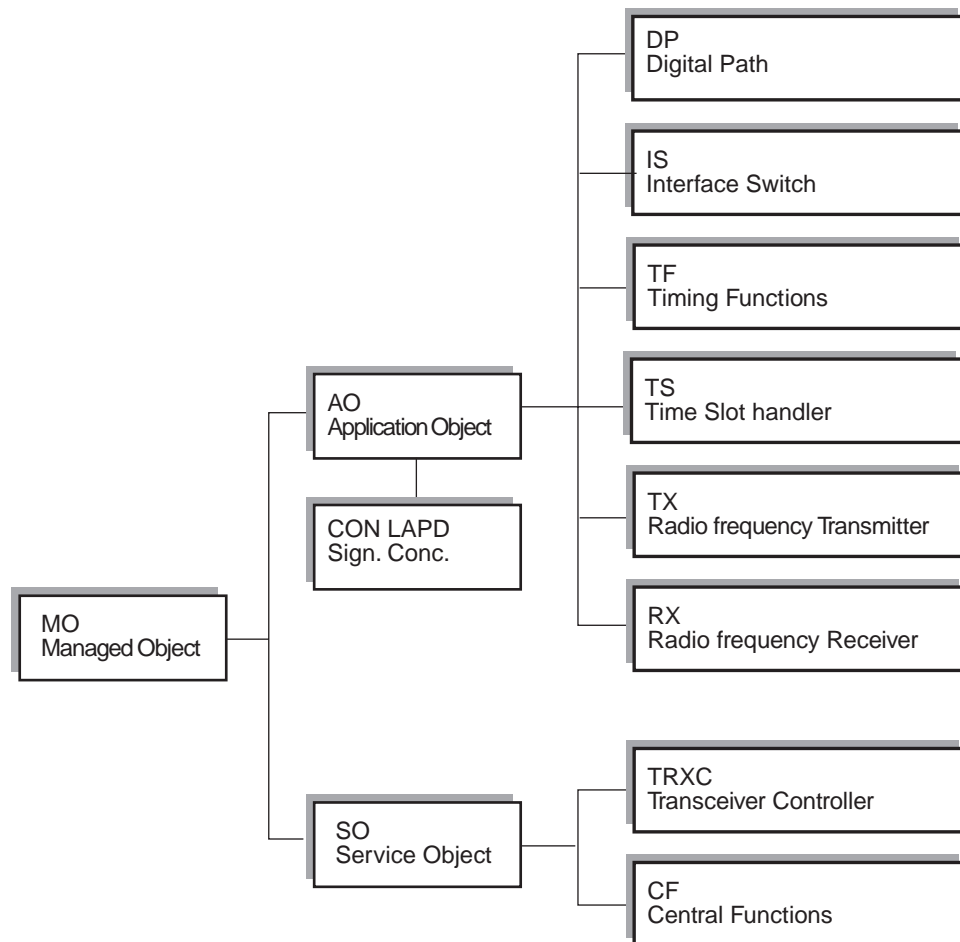 DP
Digital Path
IS
Interface Switch
TF
Timing Functions
AO
Application Object
TS
Time Slot handler
CON LAPD
Sign. Conc.
TX
Radio frequency Transmitter
MO
Managed Object
RX
Radio frequency Receiver
TRXC
Transceiver Controller
SO
Service Object
CF
Central Functions